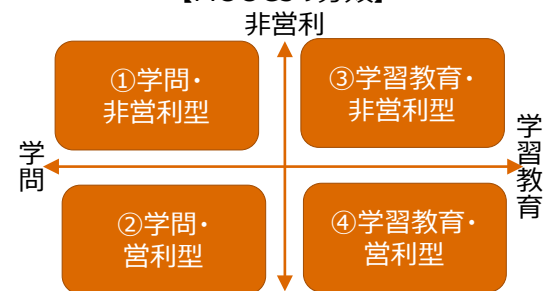 非営利
①学問・
非営利型
③学習教育・
非営利型
学問
学習教育
②学問・
営利型
④学習教育・
営利型